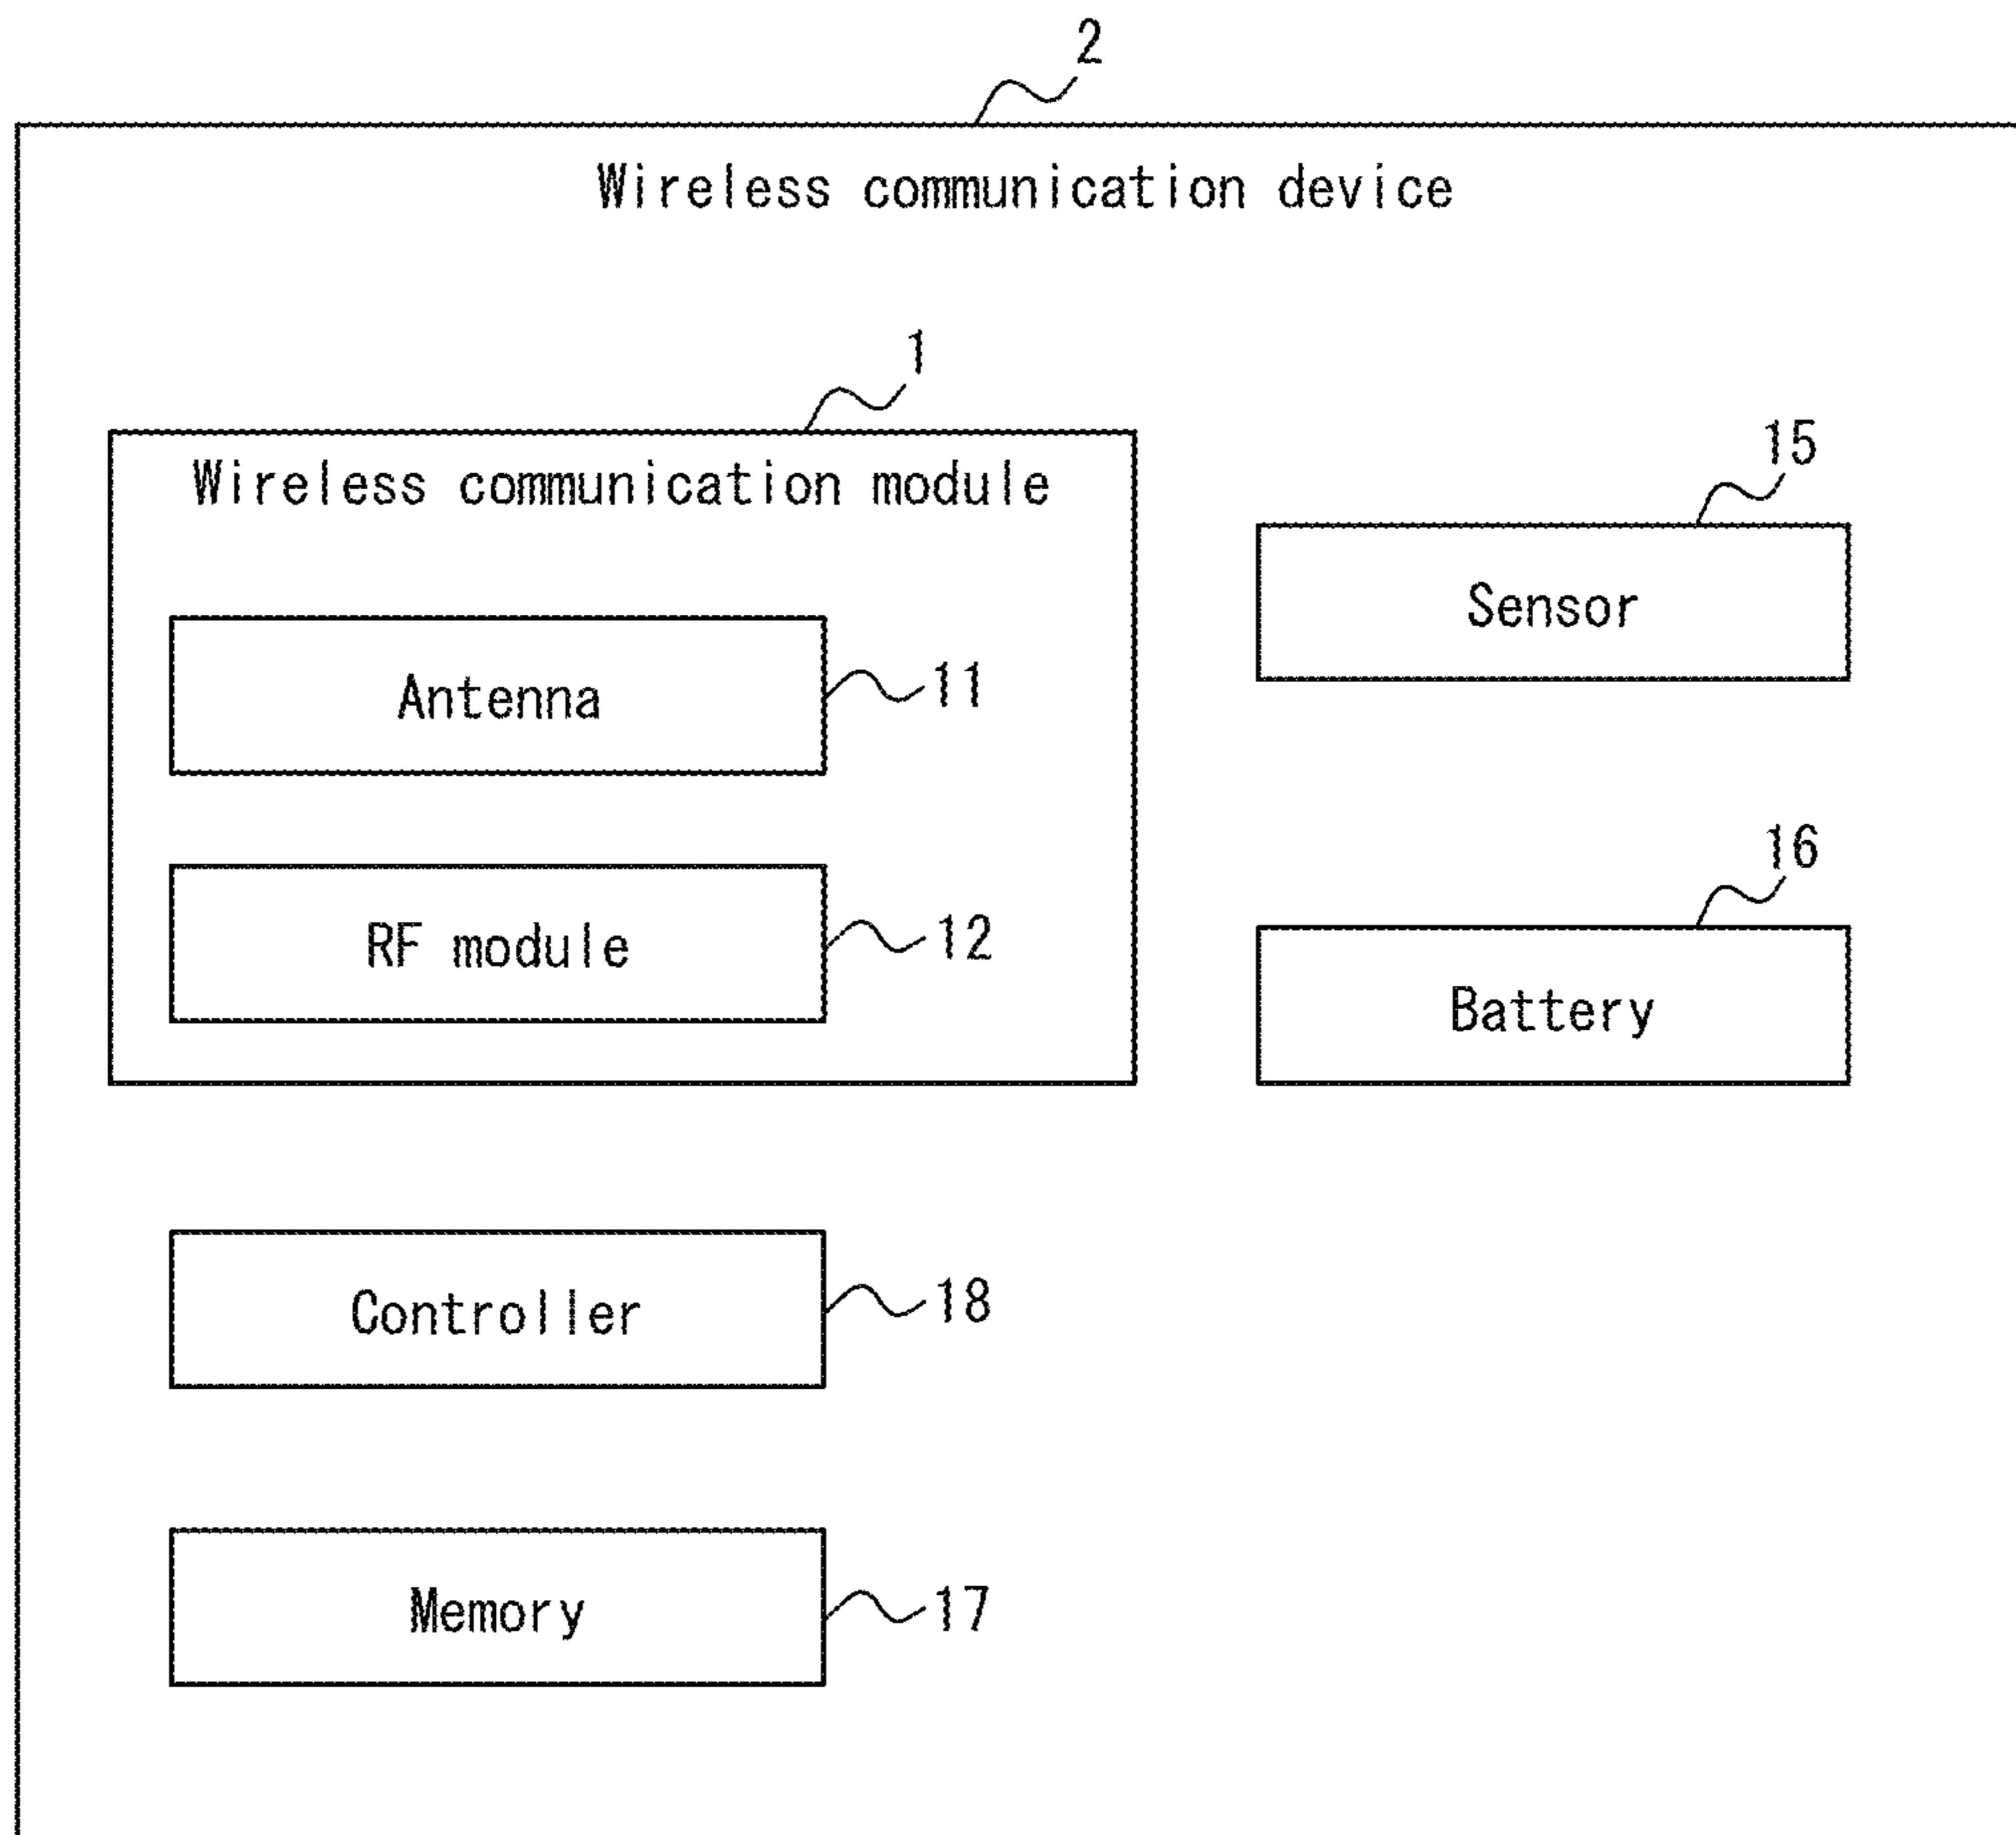 2
Wireless communication device
1
Wireless communication module
15
Sensor
Antenna
11
16
RF module
12
Battery
Controller
18
Memory
17